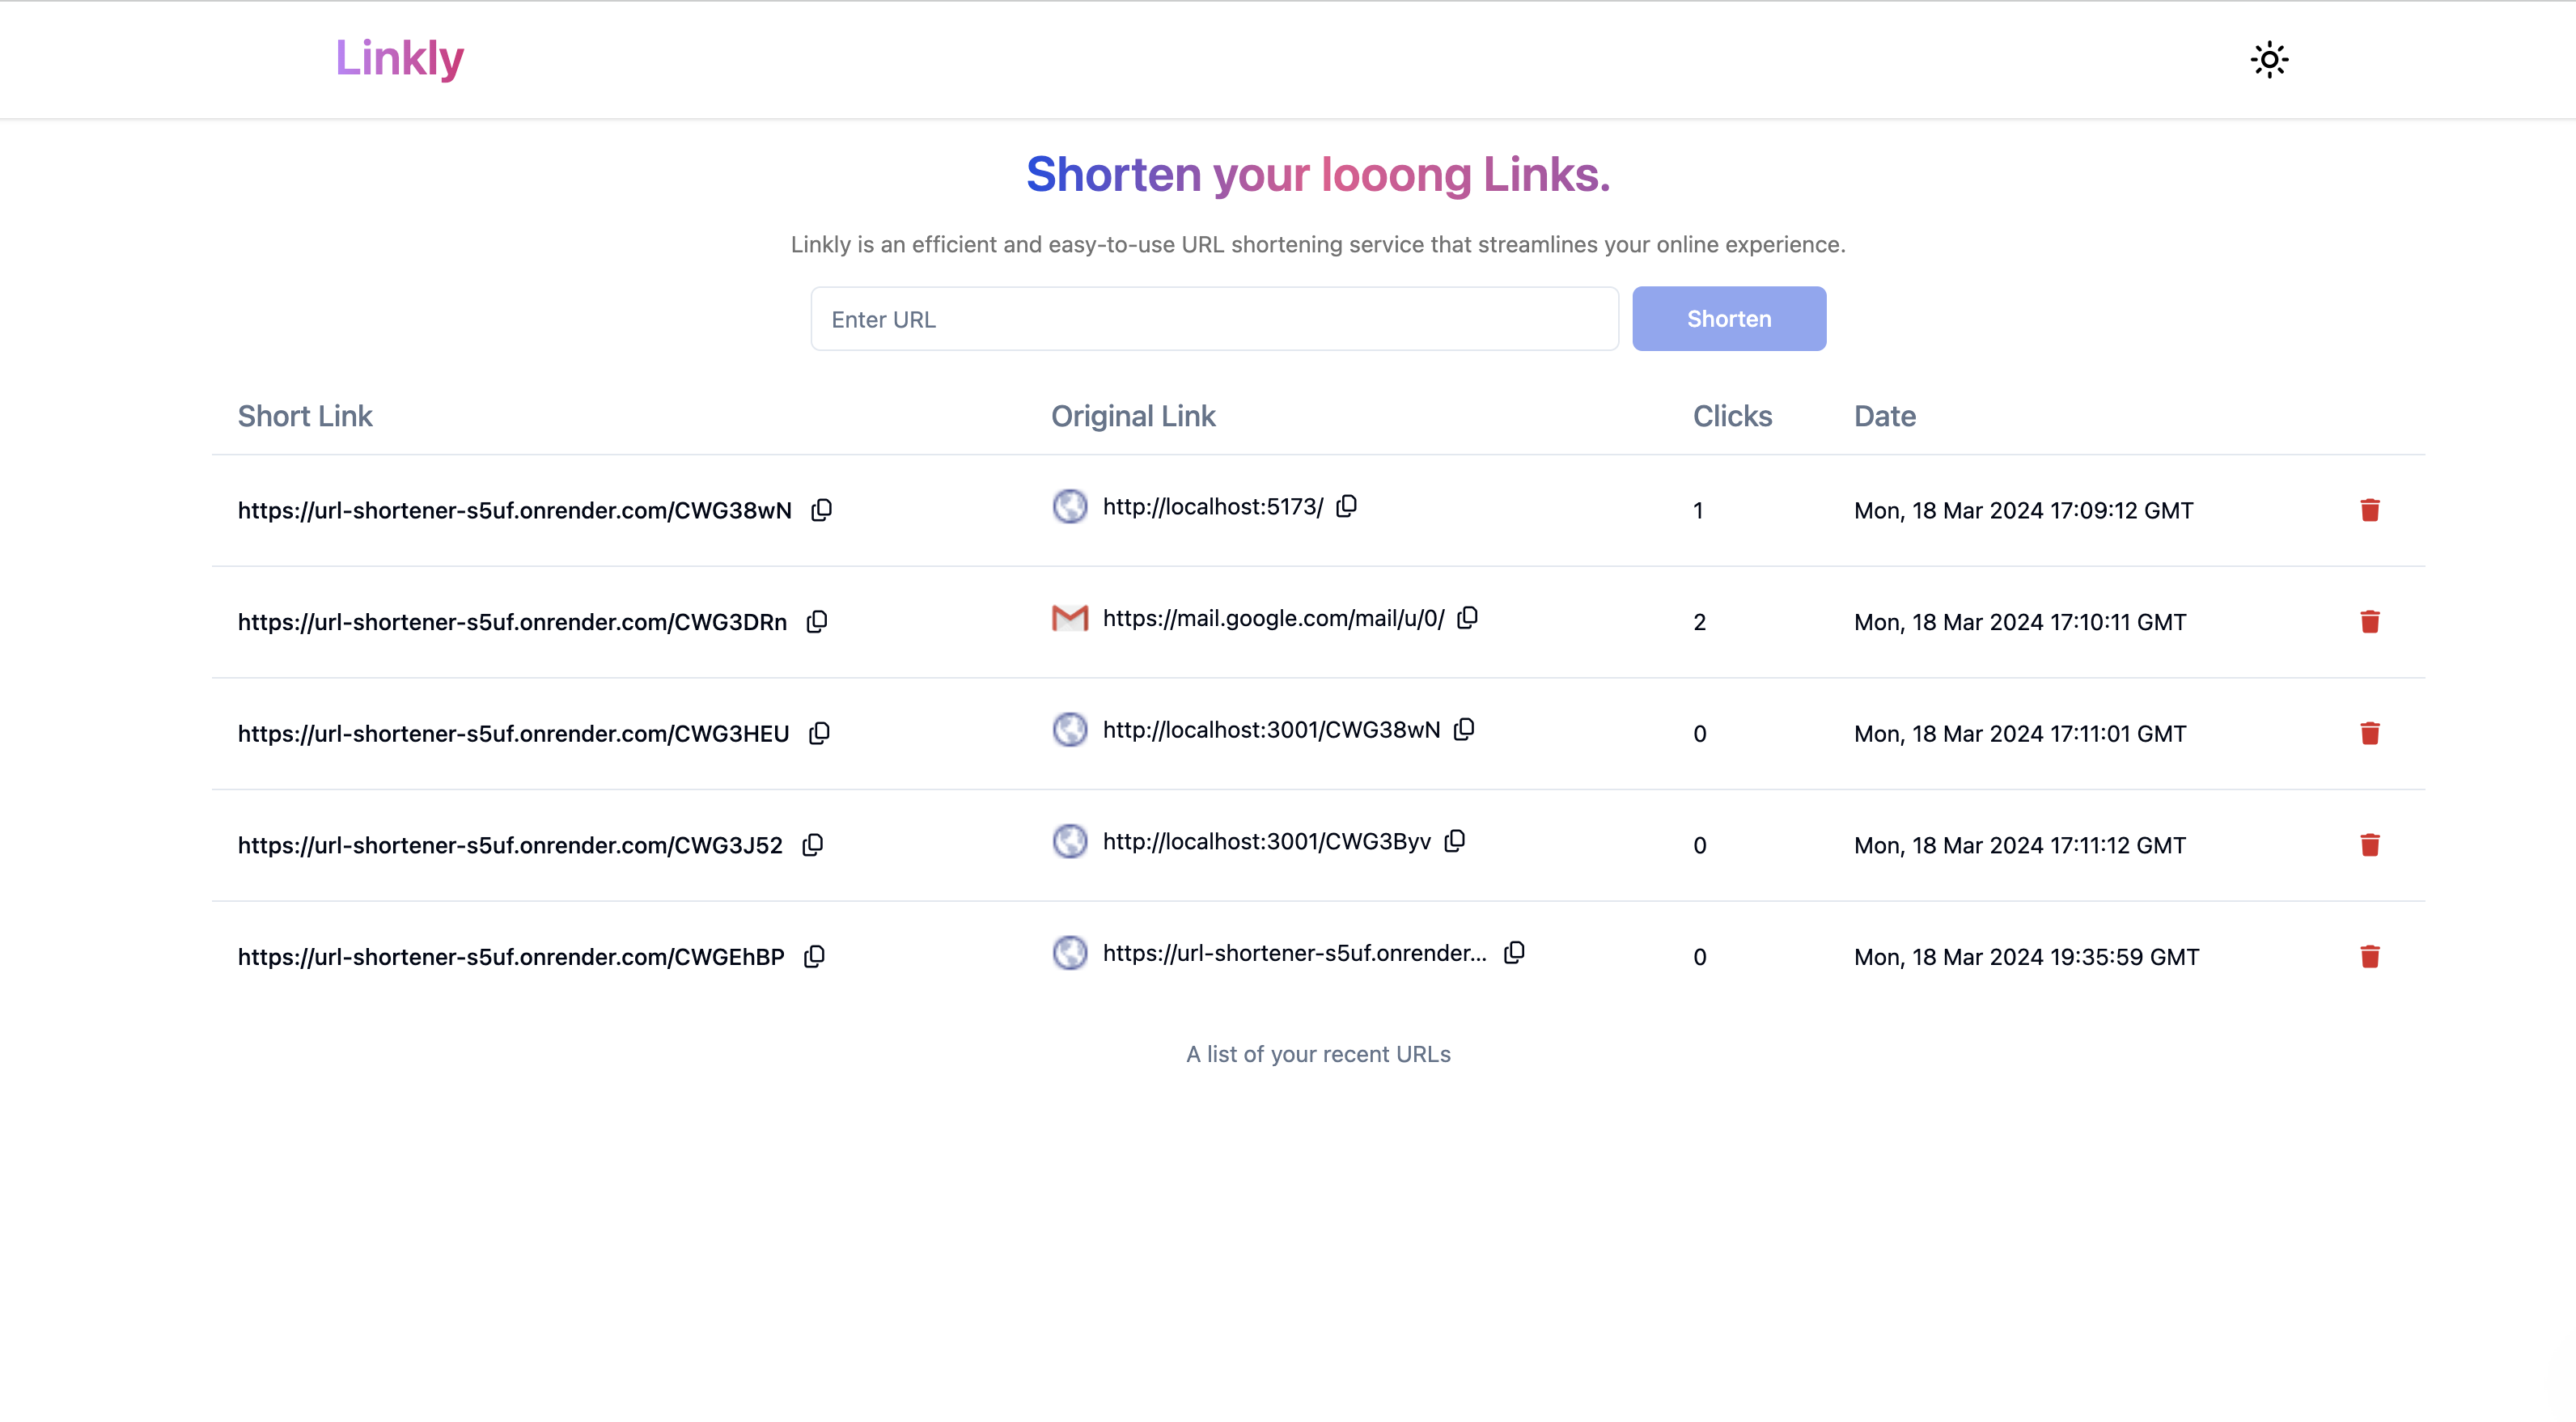 Linkly
Shorten your looong Links.
Linkly is an efficient and easy-to-use URL shortening service that streamlines your online experience.
Enter URL Shorten
Short Link Original Link Clicks Date
https://url-shortener-s5uf.onrender.com/CWG38wN http://localhost:5173/ 1 Mon, 18 Mar 2024 17:09:12 GMT
https://url-shortener-s5uf.onrender.com/CWG3DRn https://mail.google.com/mail/u/0/ 2 Mon, 18 Mar 2024 17:10:11 GMT
https://url-shortener-s5uf.onrender.com/CWG3HEU http://localhost:3001/CWG38wN 0 Mon, 18 Mar 2024 17:11:01 GMT
https://url-shortener-s5uf.onrender.com/CWG3J52 http://localhost:3001/CWG3Byv 0 Mon, 18 Mar 2024 17:11:12 GMT
https://url-shortener-s5uf.onrender.com/CWGEhBP https://url-shortener-s5uf.onrender... 0 Mon, 18 Mar 2024 19:35:59 GMT
A list of your recent URLs